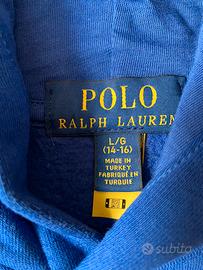 POLO
RALPH LAUREN
L/G
(14-16)
MADE IN
TURKEY
FABRIQUÉ EN
TURQUIE
subito